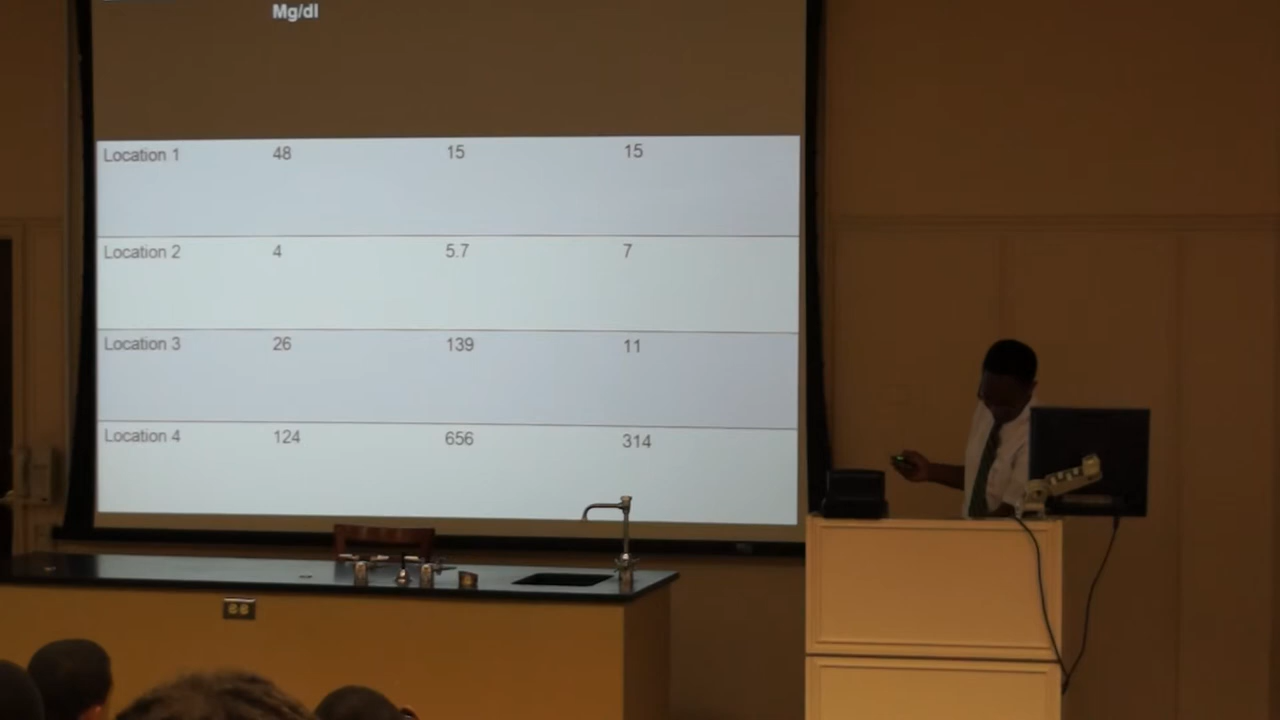 Mg/dl
Location 1 48 15 15
Location 2 4 5.7 7
Location 3 26 139 11
Location 4 124 656 314